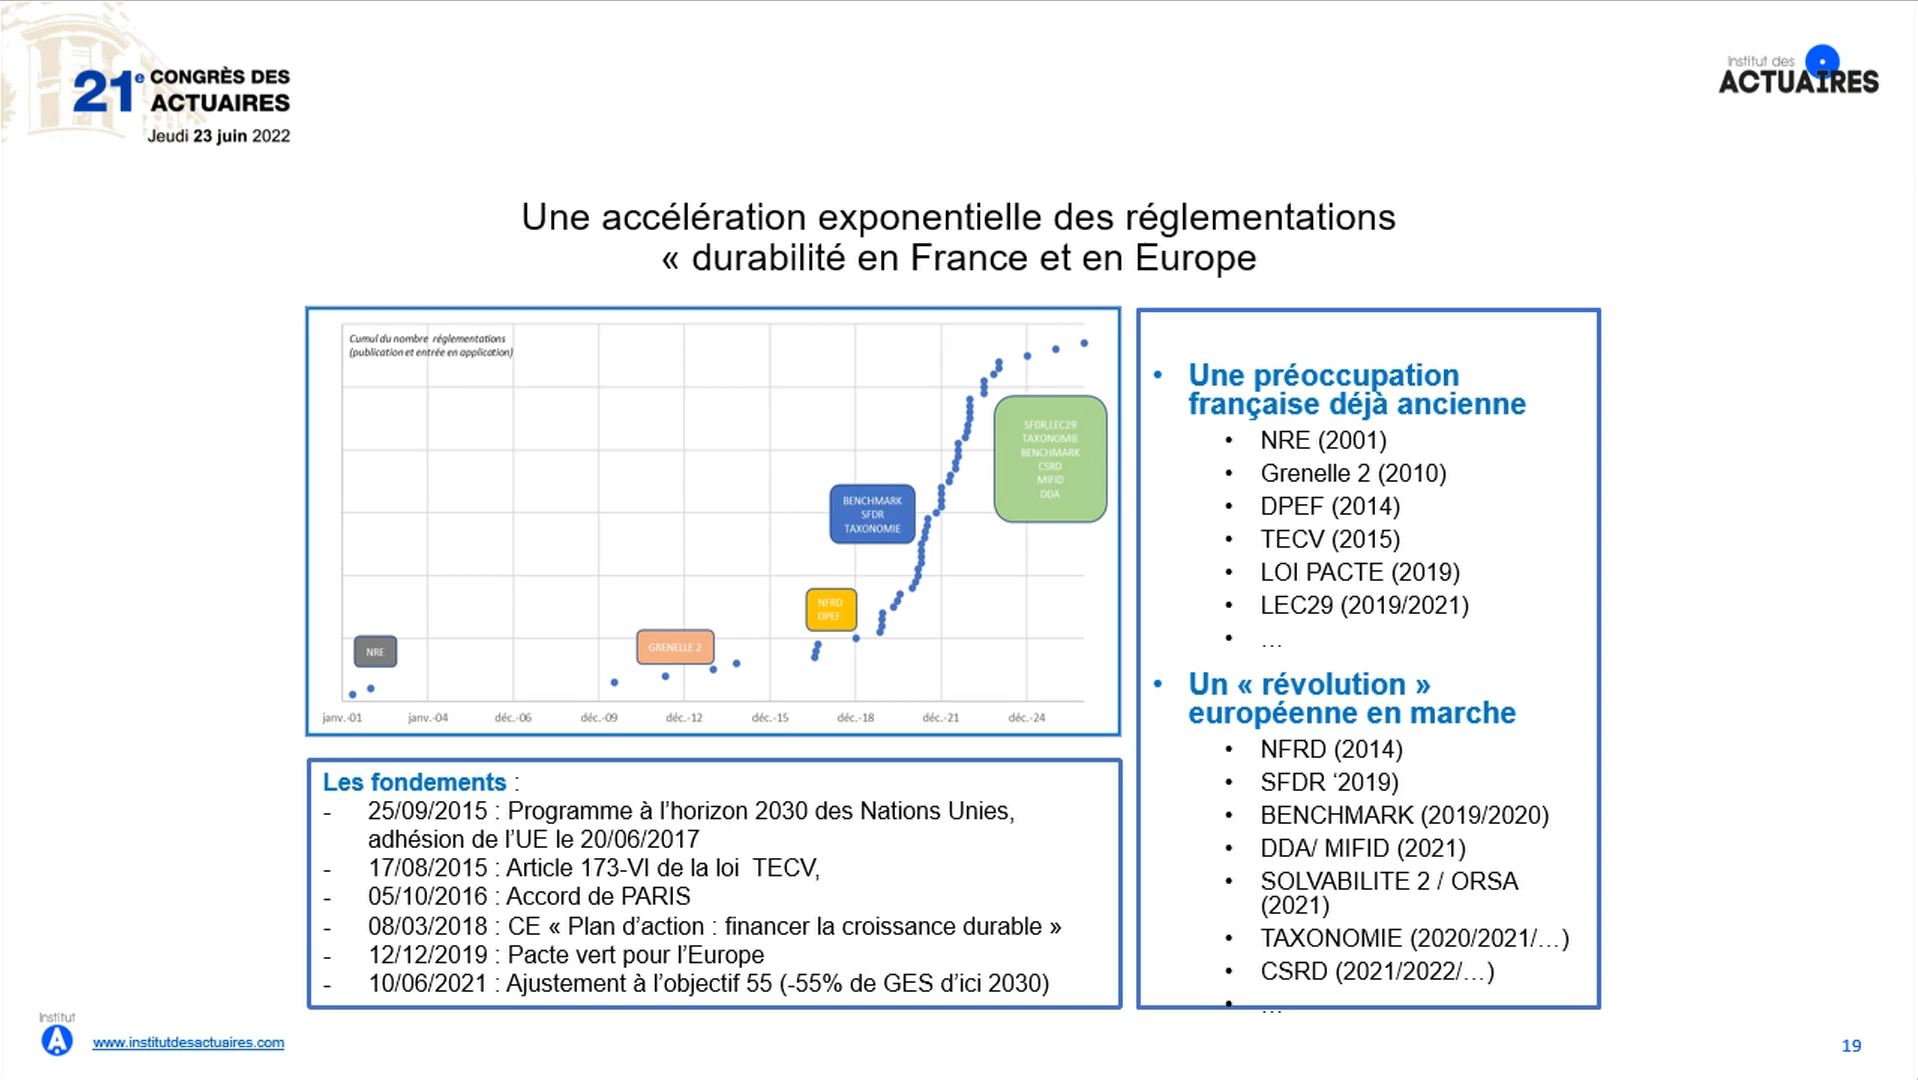 21e CONGRÈS DES
ACTUAIRES
Jeudi 23 juin 2022
Institut des
ACTUAIRES
Une accélération exponentielle des réglementations
« durabilité en France et en Europe
Cumul du nombre réglementations
(publication et entrée en application)
SFDR,LEC29
TAXONOMIE
BENCHMARK
CSRD
MIFID
DDA
BENCHMARK
SFDR
TAXONOMIE
NFRD
DPEF
GRENELLE 2
NRE
janv.-01 janv.-04 déc.-06 déc.-09 déc.-12 déc.-15 déc.-18 déc.-21 déc.-24
Les fondements :
- 25/09/2015 : Programme à l’horizon 2030 des Nations Unies,
adhésion de l’UE le 20/06/2017
- 17/08/2015 : Article 173-VI de la loi TECV,
- 05/10/2016 : Accord de PARIS
- 08/03/2018 : CE « Plan d’action : financer la croissance durable »
- 12/12/2019 : Pacte vert pour l’Europe
- 10/06/2021 : Ajustement à l’objectif 55 (-55% de GES d’ici 2030)
• Une préoccupation
française déjà ancienne
• NRE (2001)
• Grenelle 2 (2010)
• DPEF (2014)
• TECV (2015)
• LOI PACTE (2019)
• LEC29 (2019/2021)
• …
• Un « révolution »
européenne en marche
• NFRD (2014)
• SFDR ‘2019)
• BENCHMARK (2019/2020)
• DDA/ MIFID (2021)
• SOLVABILITE 2 / ORSA
(2021)
• TAXONOMIE (2020/2021/…)
• CSRD (2021/2022/…)
• …
Institut
A
www.institutdesactuaires.com
19